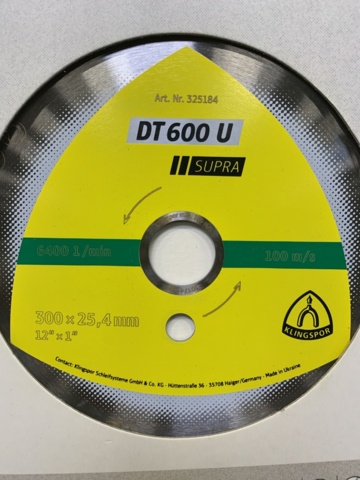 Art. Nr. 325184
DT 600 U
SUPRA
6400 1/min
100 m/s
300 x 25,4 mm
12" x 1"
KLINGSPOR
Contact: Klingspor Schleifsysteme GmbH & Co. KG · Hüttenstraße 36 · 35708 Haiger/Germany · Made in Ukraine